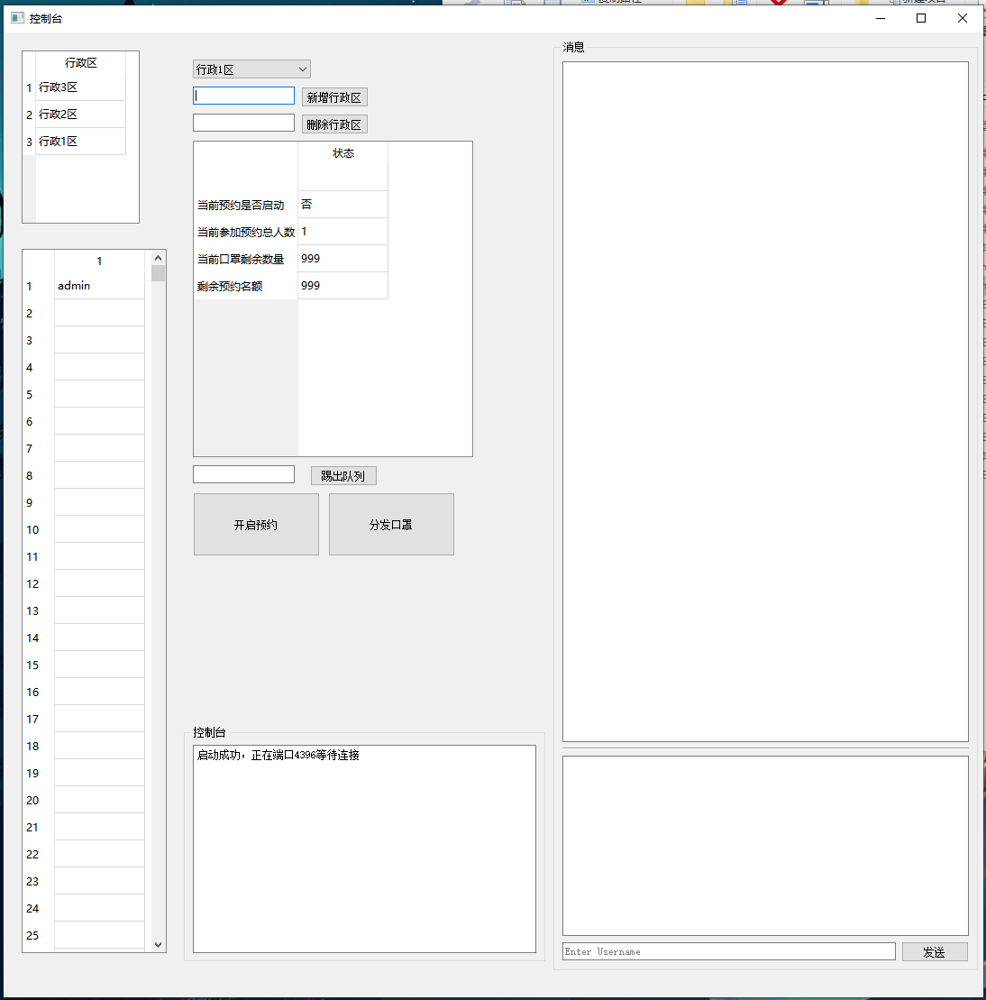 控制台
行政区
1 行政3区
2 行政2区
3 行政1区
1
1 admin
2
3
4
5
6
7
8
9
10
11
12
13
14
15
16
17
18
19
20
21
22
23
24
25
行政1区
新增行政区
删除行政区
状态
当前预约是否启动 否
当前参加预约总人数 1
当前口罩剩余数量 999
剩余预约名额 999
踢出队列
开启预约 分发口罩
控制台
启动成功，正在端口4396等待连接
消息
Enter Username
发送